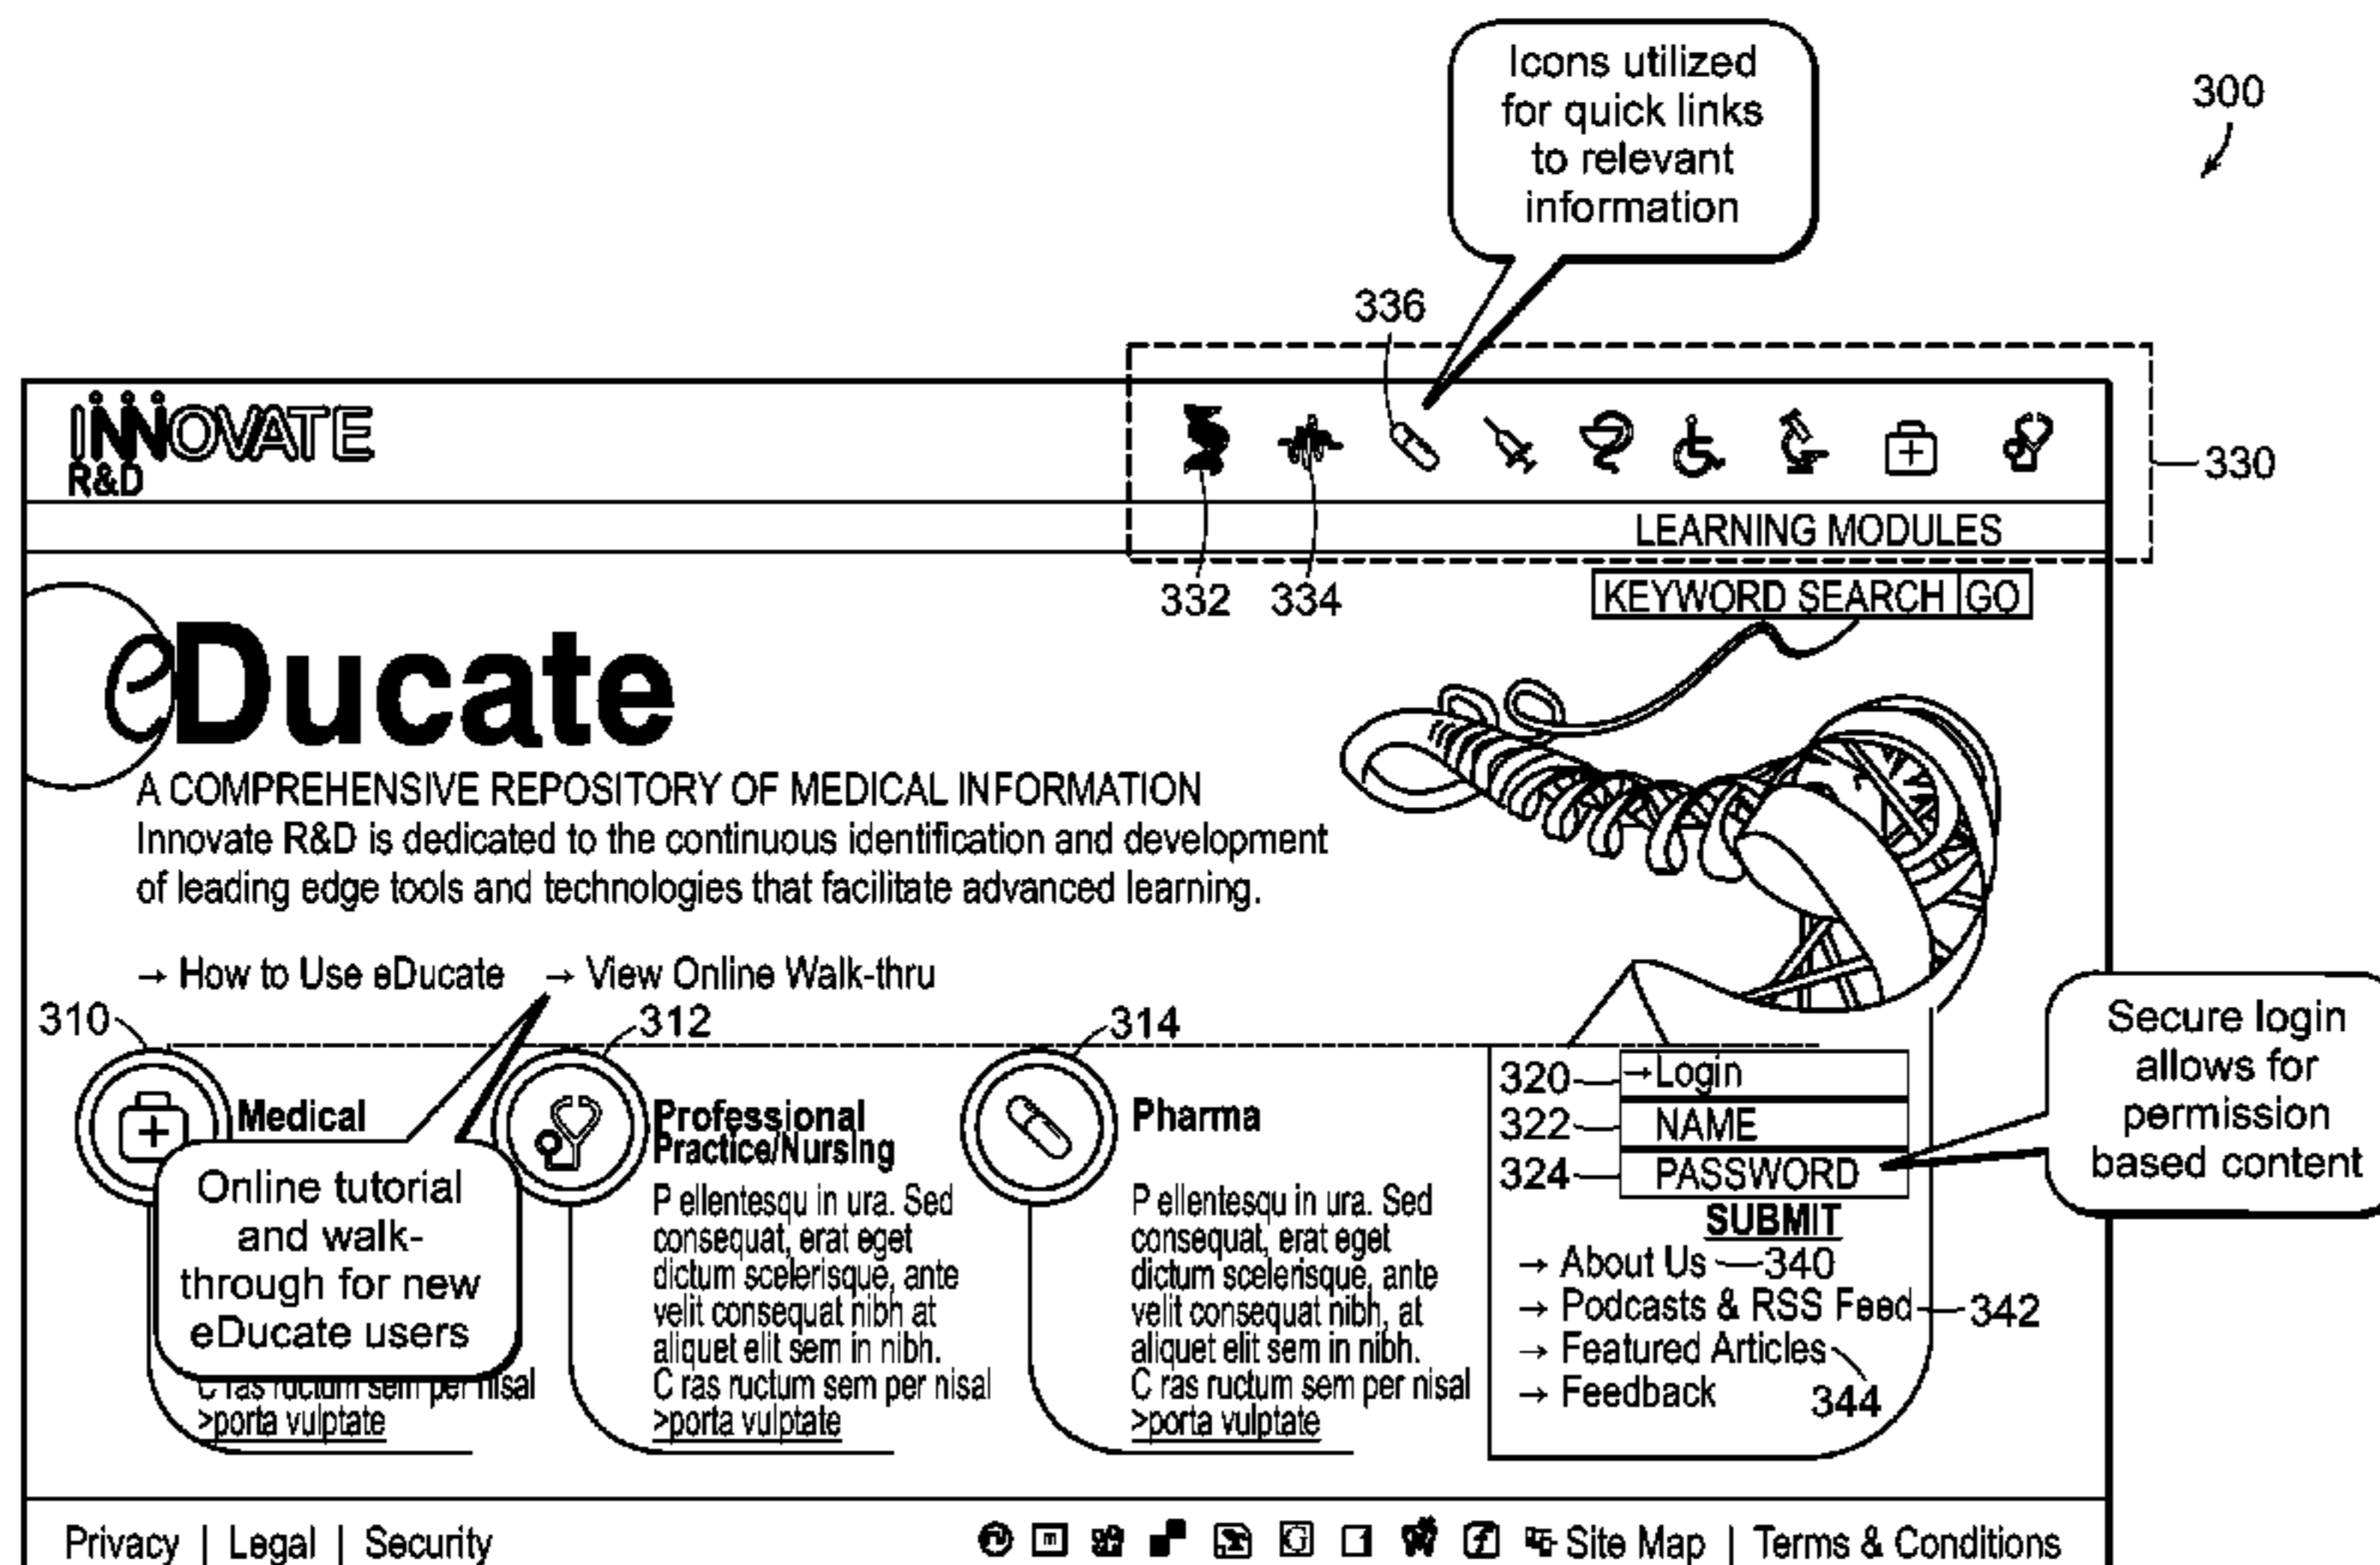 Icons utilized
for quick links
to relevant
information
300
336
INNOVATE
R&D
330
LEARNING MODULES
332
334
KEYWORD SEARCH GO
eDucate
A COMPREHENSIVE REPOSITORY OF MEDICAL INFORMATION
Innovate R&D is dedicated to the continuous identification and development
of leading edge tools and technologies that facilitate advanced learning.
→ How to Use eDucate → View Online Walk-thru
310
312
314
Medical
Online tutorial
and walk-
through for new
eDucate users
C ras ructum sem per nisal
>porta vulptate
Professional
Practice/Nursing
P ellentesqu in ura. Sed
consequat, erat eget
dictum scelerisque, ante
velit consequat nibh at
aliquet elit sem in nibh.
C ras ructum sem per nisal
>porta vulptate
Pharma
P ellentesqu in ura. Sed
consequat, erat eget
dictum scelerisque, ante
velit consequat nibh, at
aliquet elit sem in nibh.
C ras ructum sem per nisal
>porta vulptate
320 →Login
322 NAME
324 PASSWORD
SUBMIT
→ About Us 340
→ Podcasts & RSS Feed 342
→ Featured Articles
→ Feedback 344
Secure login
allows for
permission
based content
Privacy | Legal | Security
m G f Site Map | Terms & Conditions